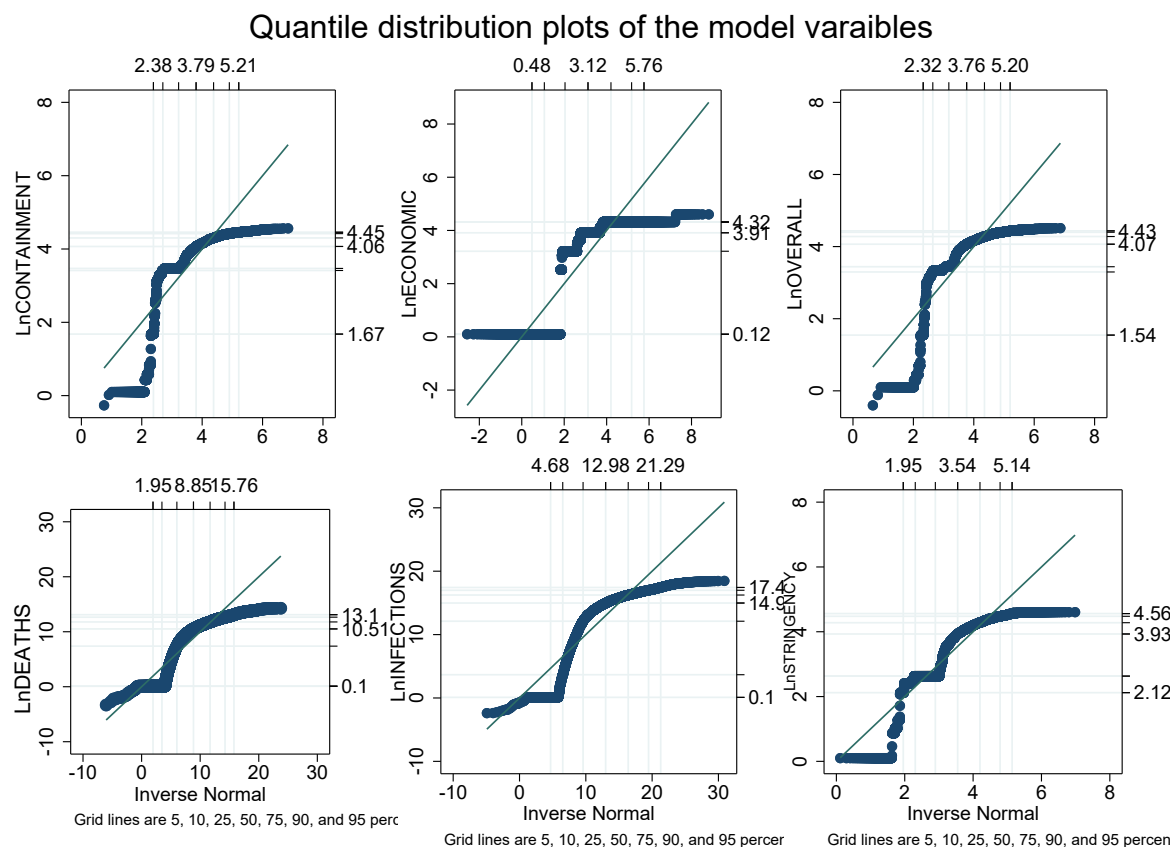 Quantile distribution plots of the model varaibles
2.38 3.79 5.21
LnCONTAINMENT
8
6
4
2
0
4.45
4.06
1.67
0 2 4 6 8
0.48 3.12 5.76
LnECONOMIC
8
6
4
2
0
-2
4.32
3.91
0.12
-2 0 2 4 6 8
2.32 3.76 5.20
LnOVERALL
8
6
4
2
0
4.43
4.07
1.54
0 2 4 6 8
1.95 8.85 15.76
LnDEATHS
30
20
10
0
-10
13.1
10.51
0.1
-10 0 10 20 30
Inverse Normal
Grid lines are 5, 10, 25, 50, 75, 90, and 95 perc
4.68 12.98 21.29
LnINFECTIONS
30
20
10
0
-10
17.4
14.9
0.1
-10 0 10 20 30
Inverse Normal
Grid lines are 5, 10, 25, 50, 75, 90, and 95 percer
1.95 3.54 5.14
LnSTRINGENCY
8
6
4
2
0
4.56
3.93
2.12
0 2 4 6 8
Inverse Normal
Grid lines are 5, 10, 25, 50, 75, 90, and 95 percen